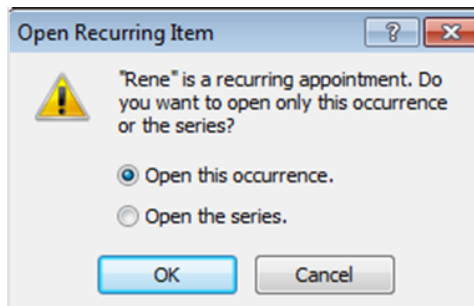 Open Recurring Item
"Rene" is a recurring appointment. Do
you want to open only this occurrence
or the series?
Open this occurrence.
Open the series.
OK
Cancel